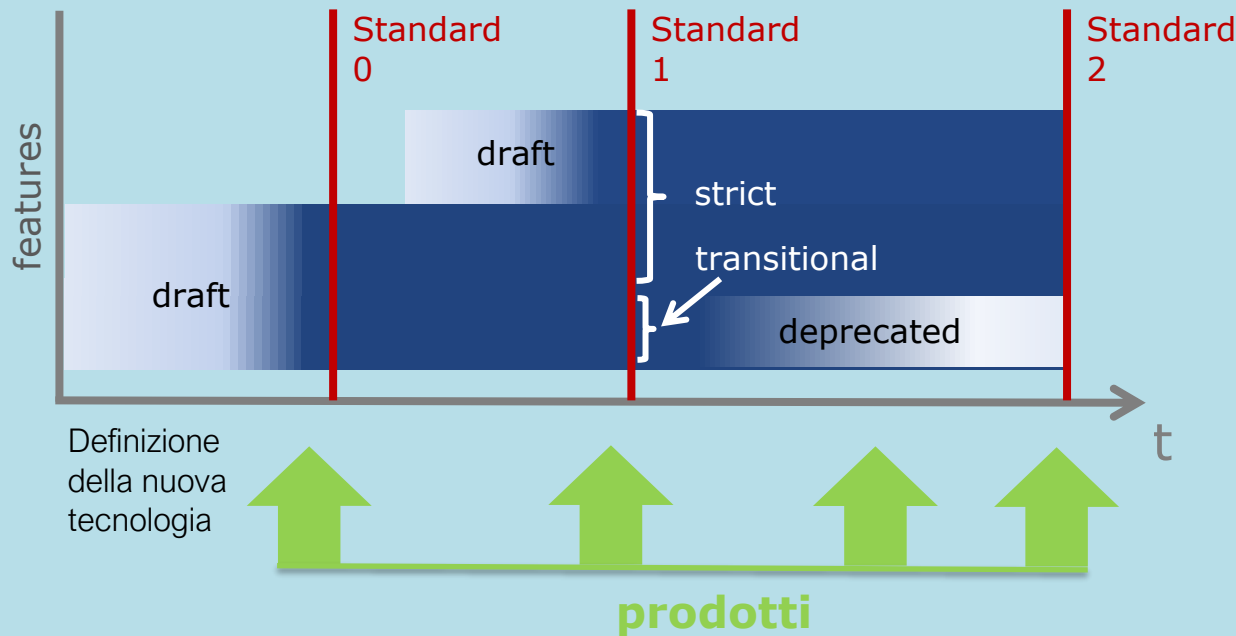 Standard
0
Standard
1
Standard
2
features
draft
draft
strict
transitional
deprecated
t
Definizione
della nuova
tecnologia
prodotti